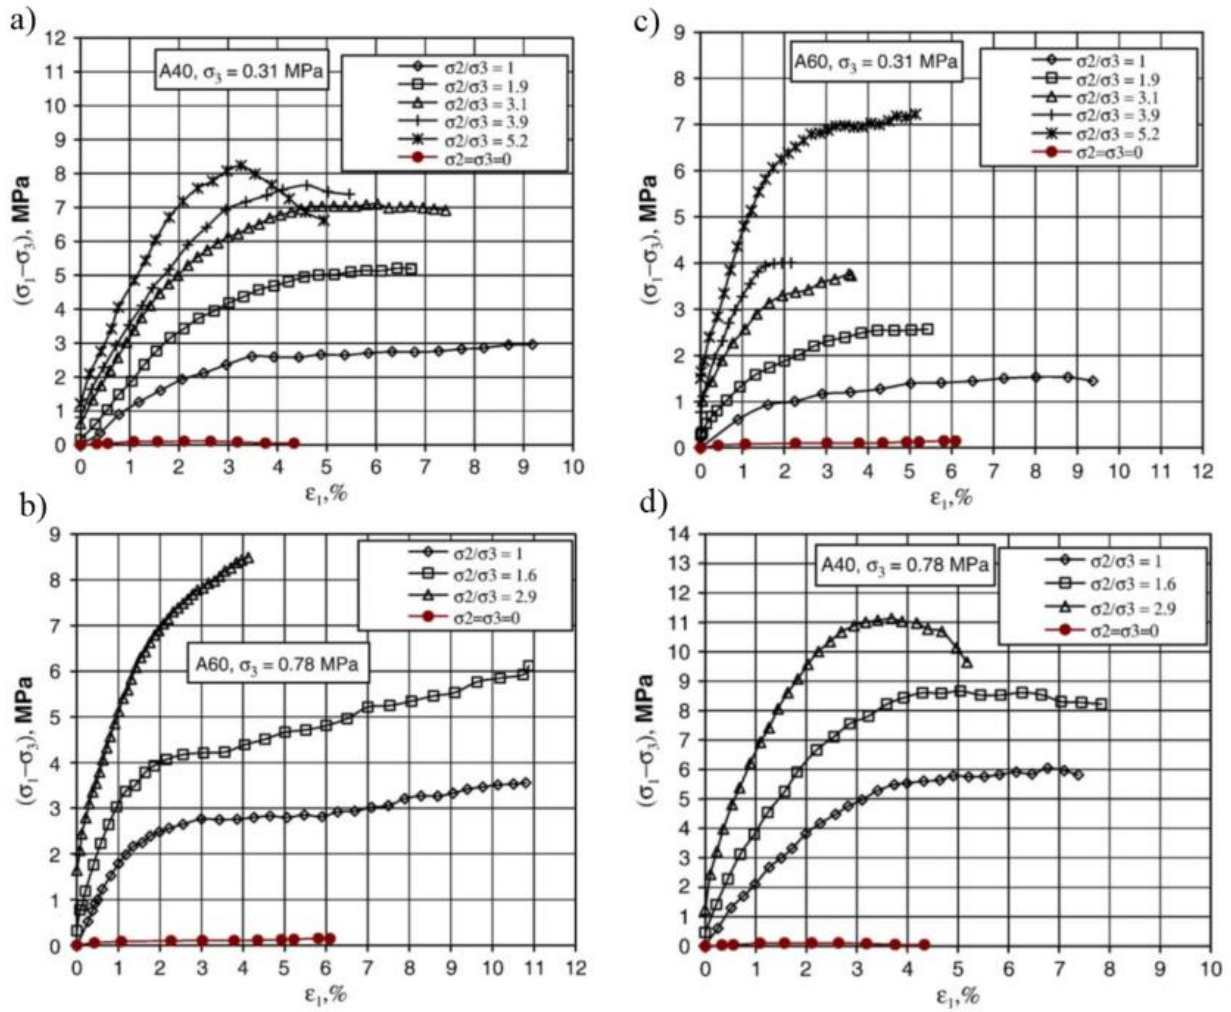 a)
12
11
10
9
8
7
6
5
4
3
2
1
0
(σ₁–σ₃), MPa
A40, σ₃ = 0.31 MPa
σ2/σ3 = 1
σ2/σ3 = 1.9
σ2/σ3 = 3.1
σ2/σ3 = 3.9
σ2/σ3 = 5.2
σ2=σ3=0
0 1 2 3 4 5 6 7 8 9 10
ε₁,%
c)
9
8
7
6
5
4
3
2
1
0
(σ₁–σ₃), MPa
A60, σ₃ = 0.31 MPa
σ2/σ3 = 1
σ2/σ3 = 1.9
σ2/σ3 = 3.1
σ2/σ3 = 3.9
σ2/σ3 = 5.2
σ2=σ3=0
0 1 2 3 4 5 6 7 8 9 10 11 12
ε₁,%
b)
9
8
7
6
5
4
3
2
1
0
(σ₁–σ₃), MPa
σ2/σ3 = 1
σ2/σ3 = 1.6
σ2/σ3 = 2.9
σ2=σ3=0
A60, σ₃ = 0.78 MPa
0 1 2 3 4 5 6 7 8 9 10 11 12
ε₁,%
d)
14
13
12
11
10
9
8
7
6
5
4
3
2
1
0
(σ₁–σ₃), MPa
A40, σ₃ = 0.78 MPa
σ2/σ3 = 1
σ2/σ3 = 1.6
σ2/σ3 = 2.9
σ2=σ3=0
0 1 2 3 4 5 6 7 8 9 10
ε₁,%